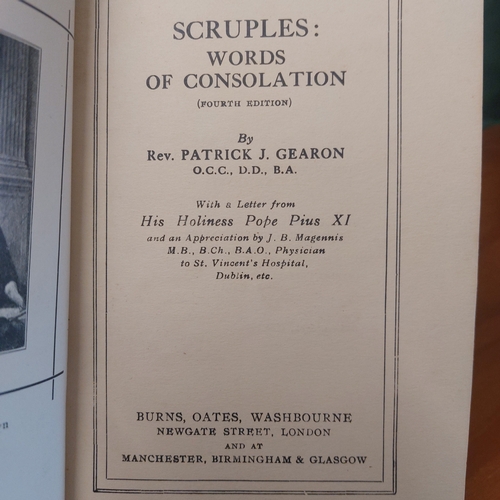 SCRUPLES:
WORDS
OF CONSOLATION
(FOURTH EDITION)
By
Rev. PATRICK J. GEARON
O.C.C., D.D., B.A.
With a Letter from
His Holiness Pope Pius XI
and an Appreciation by J. B. Magennis
M.B., B.Ch., B.A.O., Physician
to St. Vincent's Hospital,
Dublin, etc.
BURNS, OATES, WASHBOURNE
NEWGATE STREET, LONDON
AND AT
MANCHESTER, BIRMINGHAM & GLASGOW